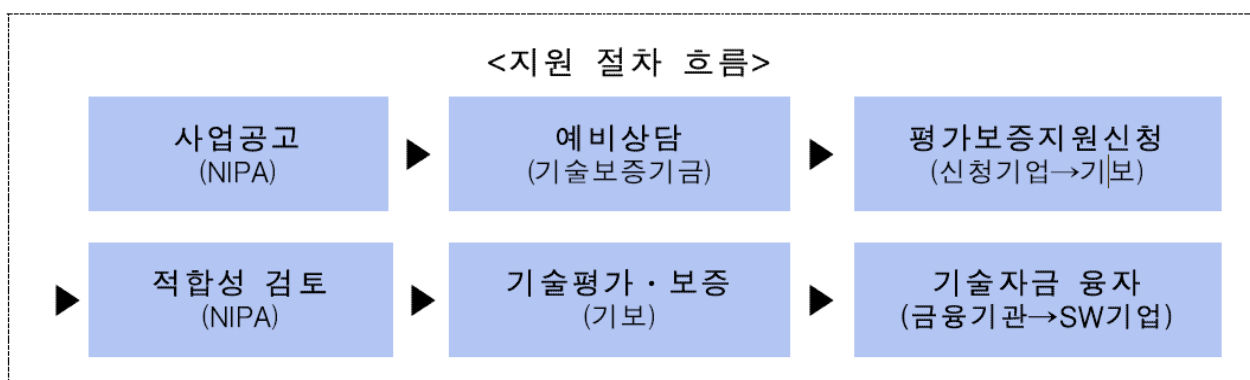 <지원 절차 흐름>
사업공고
(NIPA)
▶
예비상담
(기술보증기금)
▶
평가보증지원신청
(신청기업→기보)
▶
적합성 검토
(NIPA)
▶
기술평가·보증
(기보)
▶
기술자금 융자
(금융기관→SW기업)